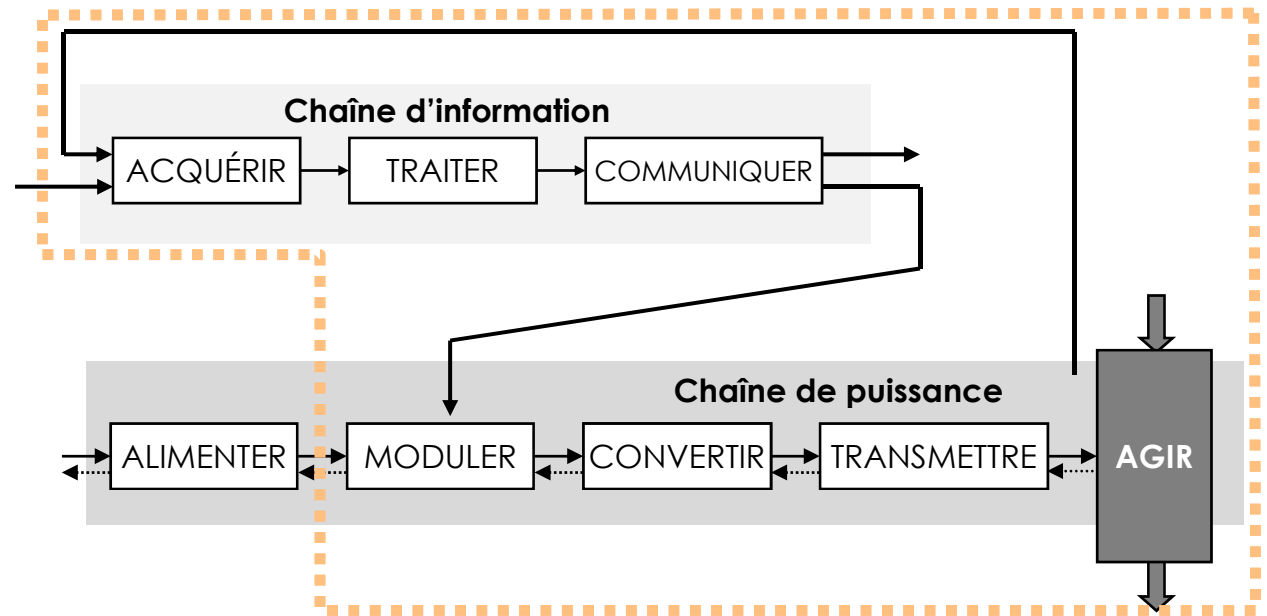 Chaîne d'information
ACQUÉRIR
TRAITER
COMMUNIQUER
Chaîne de puissance
ALIMENTER
MODULER
CONVERTIR
TRANSMETTRE
AGIR